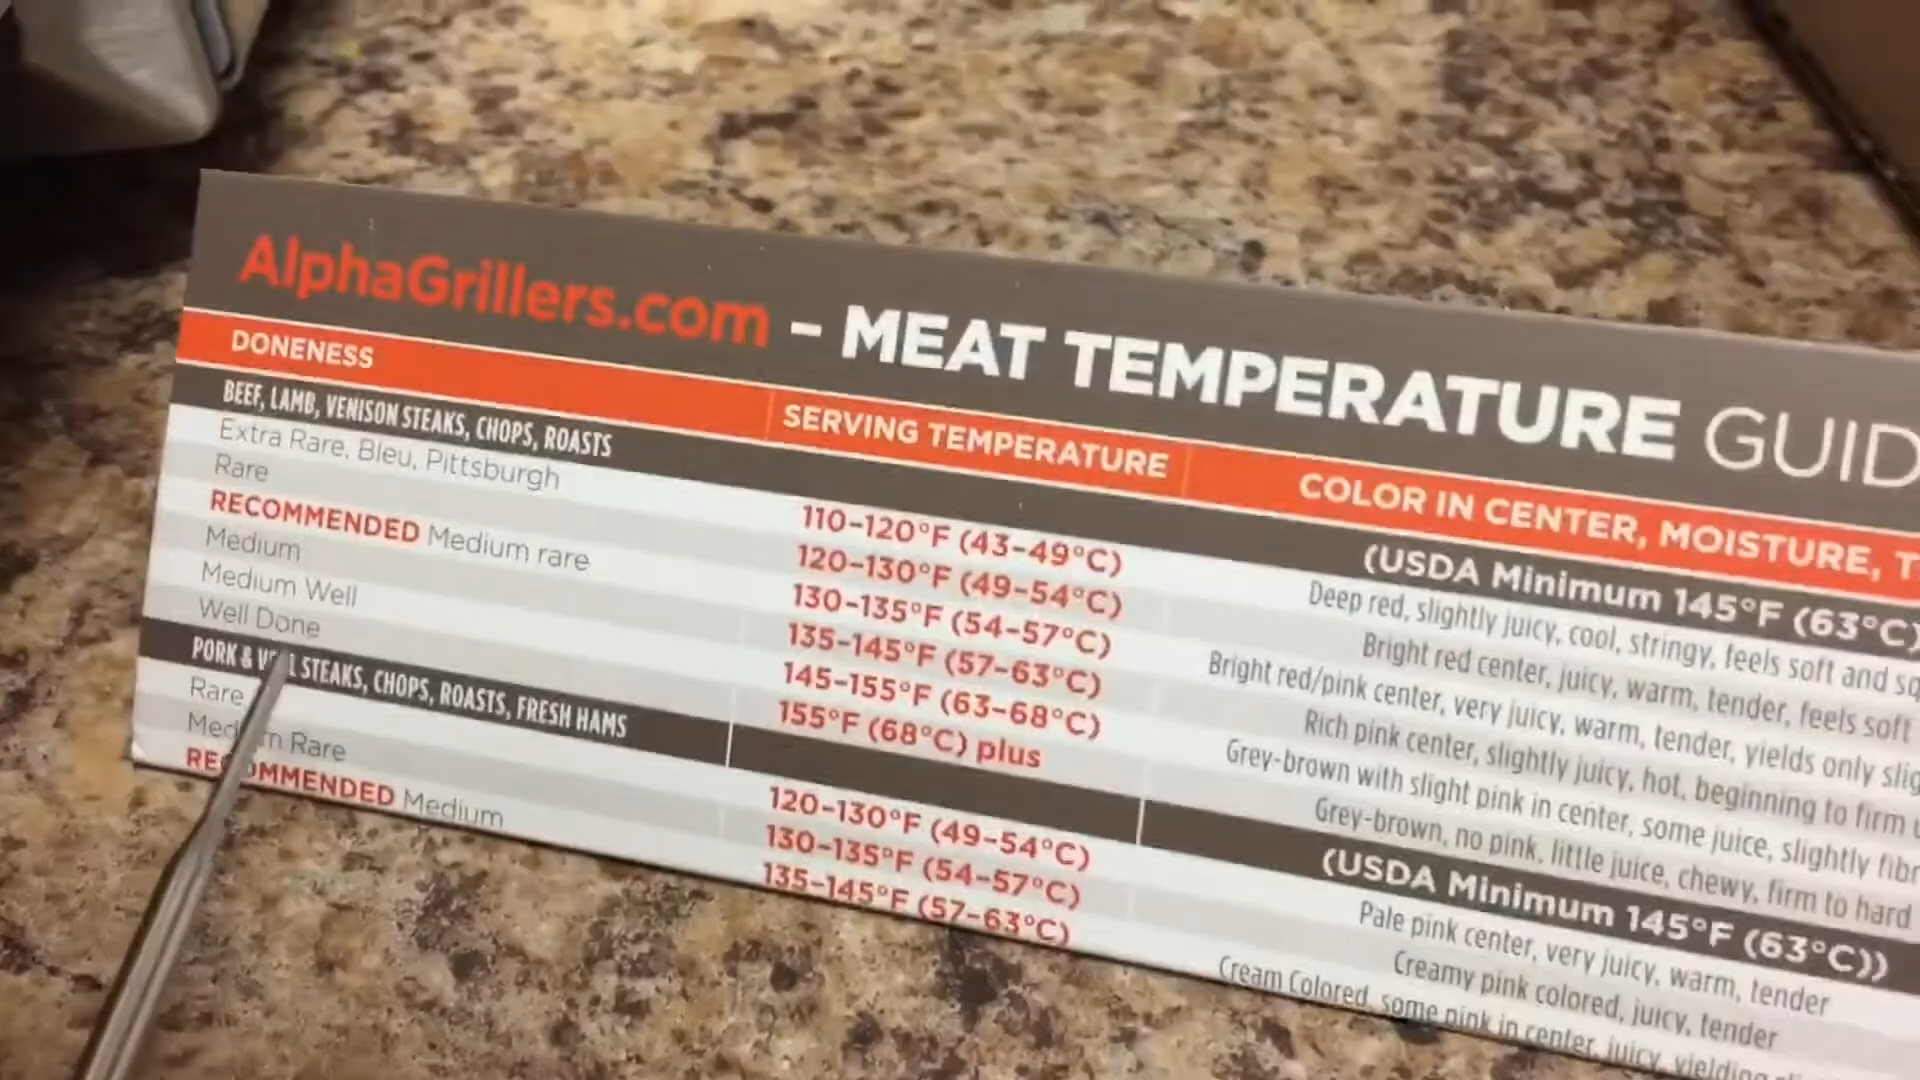 AlphaGrillers.com – MEAT TEMPERATURE
DONENESS SERVING TEMPERATURE COLOR IN CENTER, MOISTURE,
BEEF, LAMB, VENISON STEAKS, CHOPS, ROASTS (USDA Minimum 145°F (63°C)
Extra Rare, Bleu, Pittsburgh 110-120°F (43-49°C) Deep red, slightly juicy, cool, stringy, feels soft and
Rare 120-130°F (49-54°C) Bright red center, juicy, warm, tender, feels soft
RECOMMENDED Medium rare 130-135°F (54-57°C) Bright red/pink center, very juicy, warm, tender, yields only
Medium 135-145°F (57-63°C) Rich pink center, slightly juicy, hot, beginning to firm
Medium Well 145-155°F (63-68°C) Grey-brown with slight pink in center, some juice, slightly
Well Done 155°F (68°C) plus Grey-brown, no pink, little juice, chewy, firm to hard
PORK & STEAKS, CHOPS, ROASTS, FRESH HAMS (USDA Minimum 145°F (63°C))
Rare 120-130°F (49-54°C) Pale pink center, very juicy, warm, tender
Medium Rare 130-135°F (54-57°C) Creamy pink colored, juicy, tender
RECOMMENDED Medium 135-145°F (57-63°C) Cream Colored, some pink in center, juicy, yielding